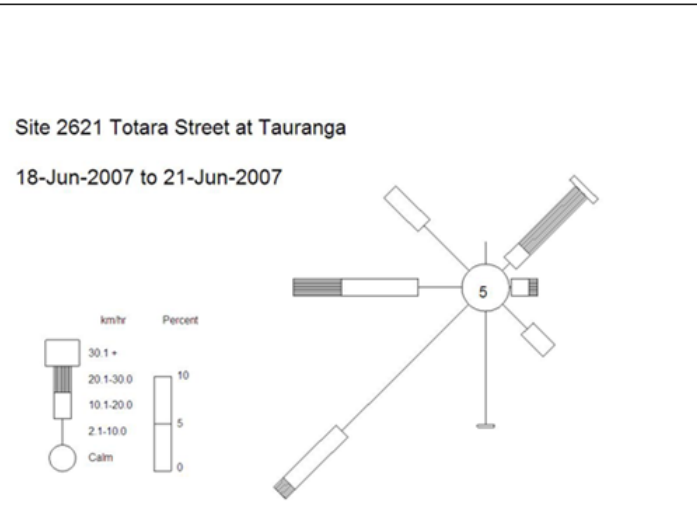 Site 2621 Totara Street at Tauranga
18-Jun-2007 to 21-Jun-2007
5
km/hr Percent
30.1 +
20.1-30.0
10.1-20.0
2.1-10.0
Calm
10
5
0